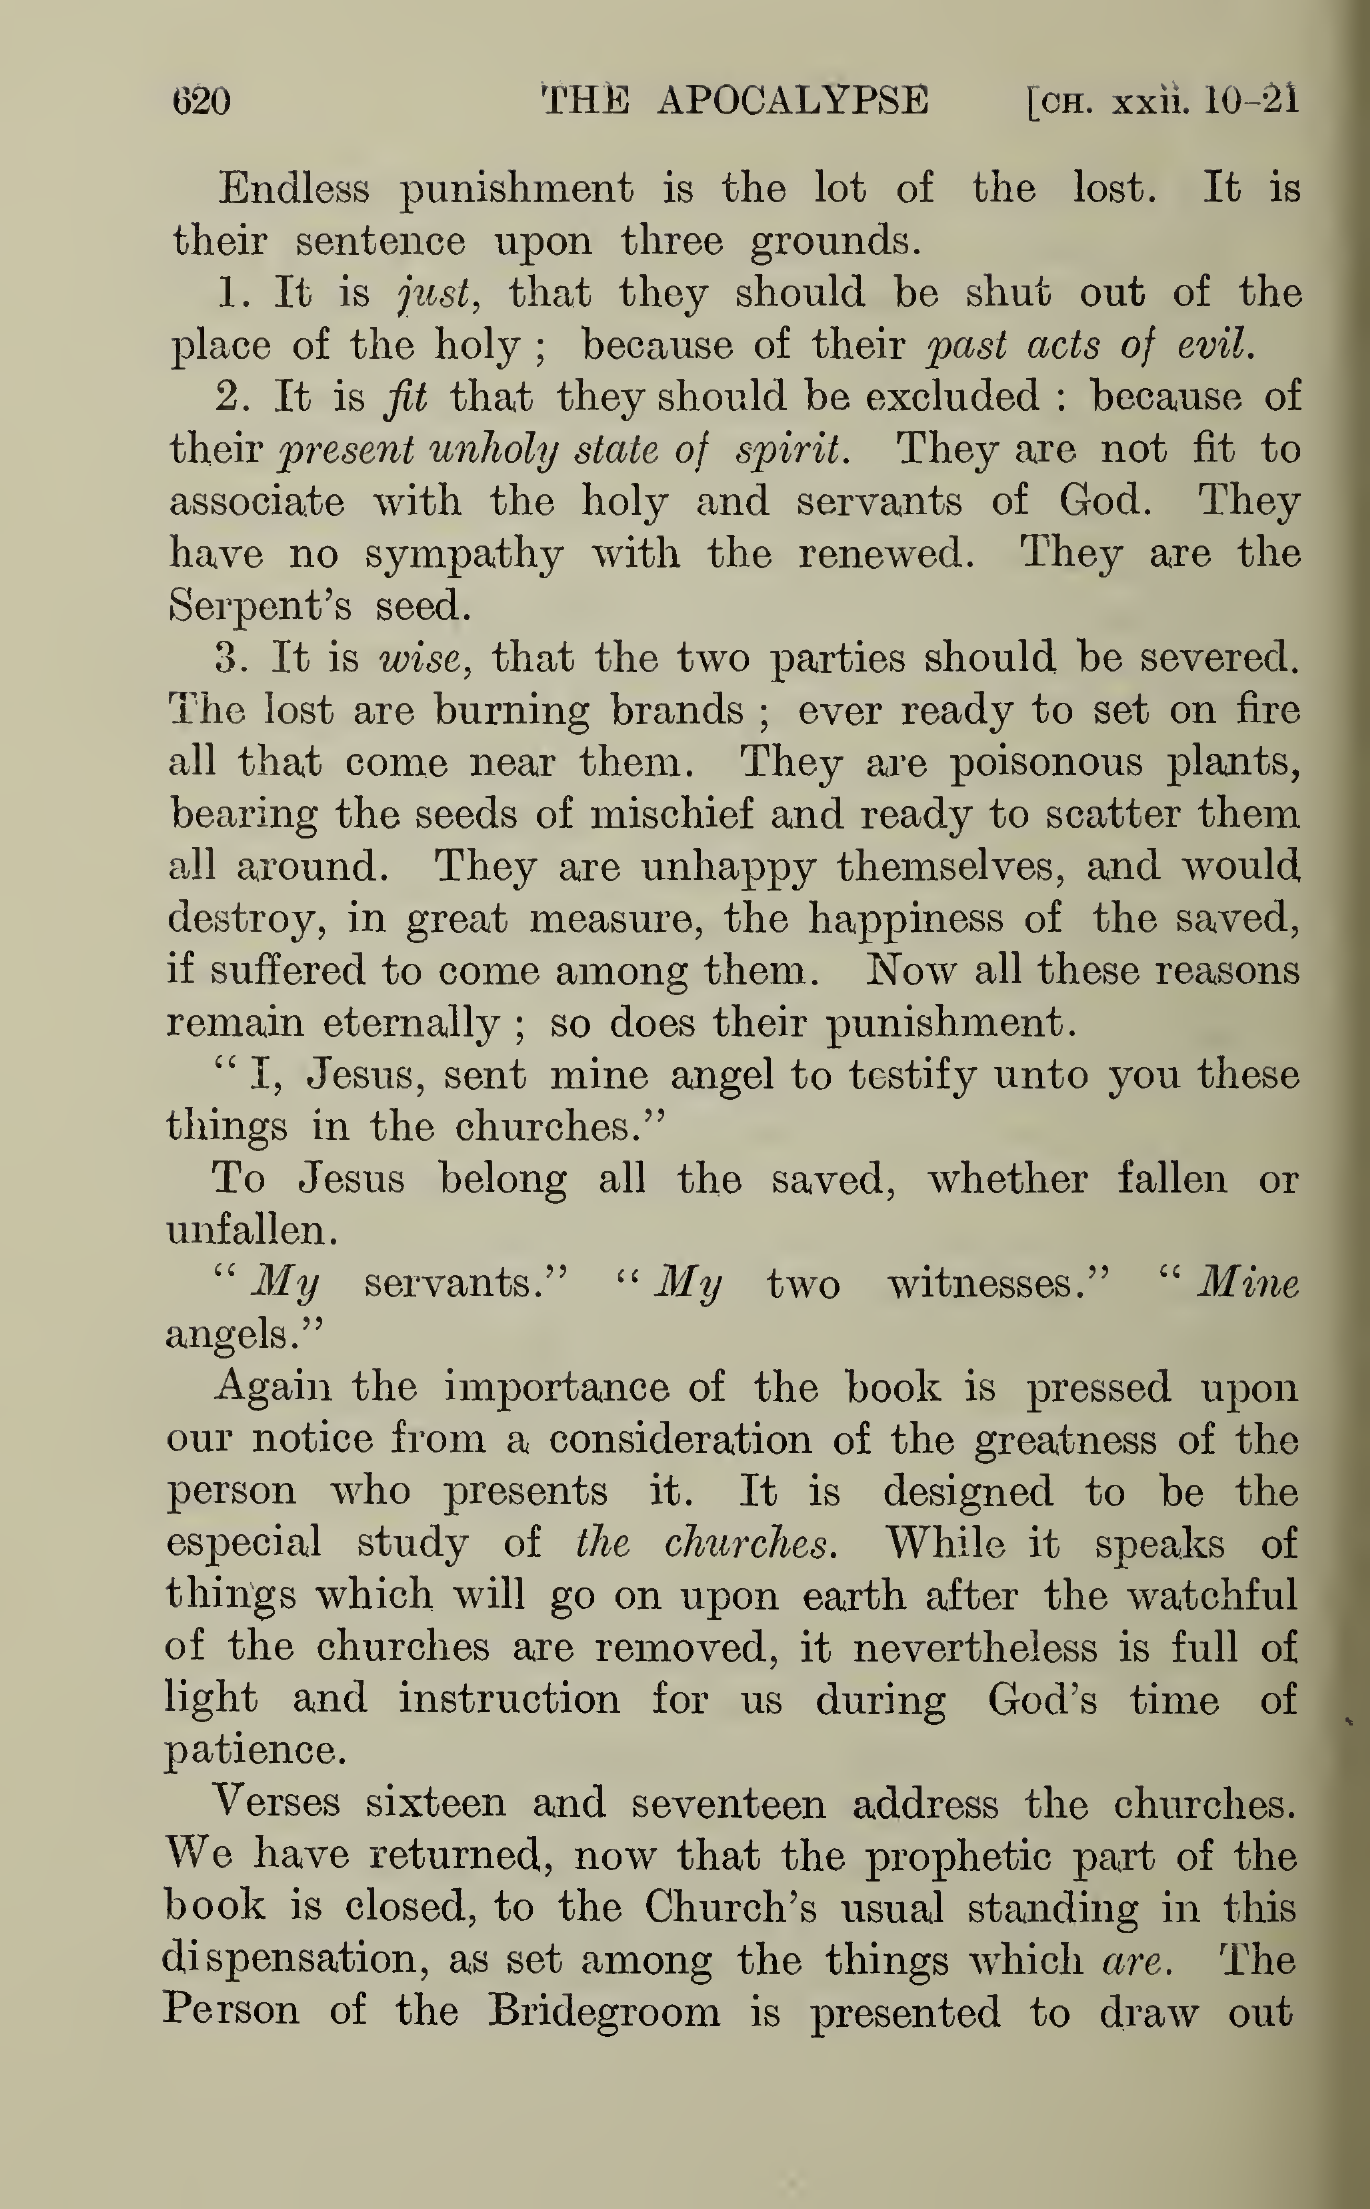 620 THE APOCALYPSE [CH. xxii. 10-21
Endless punishment is the lot of the lost. It is
their sentence upon three grounds.
1. It is just, that they should be shut out of the
place of the holy ; because of their past acts of evil.
2. It is fit that they should be excluded : because of
their present unholy state of spirit. They are not fit to
associate with the holy and servants of God. They
have no sympathy with the renewed. They are the
Serpent's seed.
3. It is wise, that the two parties should be severed.
The lost are burning brands ; ever ready to set on fire
all that come near them. They are poisonous plants,
bearing the seeds of mischief and ready to scatter them
all around. They are unhappy themselves, and would
destroy, in great measure, the happiness of the saved,
if suffered to come among them. Now all these reasons
remain eternally ; so does their punishment.
“ I, Jesus, sent mine angel to testify unto you these
things in the churches.”
To Jesus belong all the saved, whether fallen or
unfallen.
“ My servants.” “ My two witnesses.” “ Mine
angels.”
Again the importance of the book is pressed upon
our notice from a consideration of the greatness of the
person who presents it. It is designed to be the
especial study of the churches. While it speaks of
things which will go on upon earth after the watchful
of the churches are removed, it nevertheless is full of
light and instruction for us during God's time of
patience.
Verses sixteen and seventeen address the churches.
We have returned, now that the prophetic part of the
book is closed, to the Church's usual standing in this
dispensation, as set among the things which are. The
Person of the Bridegroom is presented to draw out